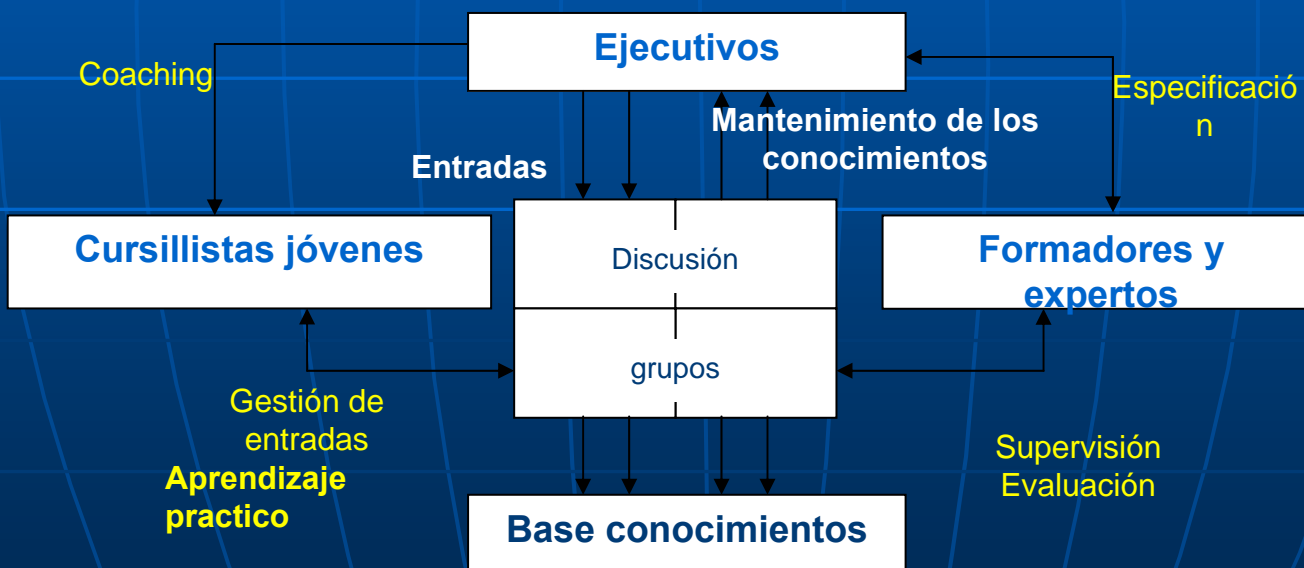 Ejecutivos
Coaching
Especificació
n
Mantenimiento de los
conocimientos
Entradas
Cursillistas jóvenes
Discusión
Formadores y
expertos
grupos
Gestión de
entradas
Aprendizaje
practico
Supervisión
Evaluación
Base conocimientos